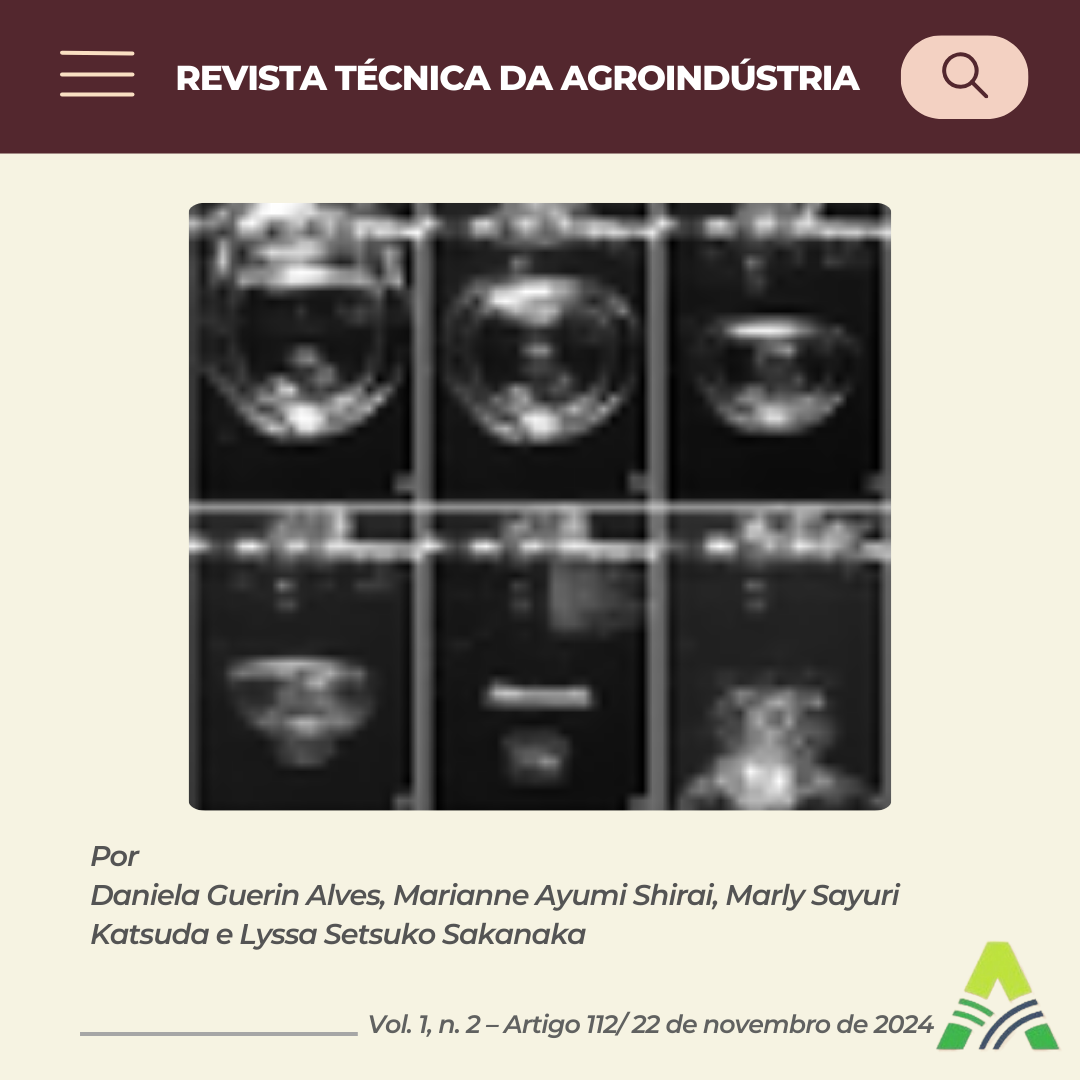 REVISTA TÉCNICA DA AGROINDÚSTRIA
Por
Daniela Guerin Alves, Marianne Ayumi Shirai, Marly Sayuri
Katsuda e Lyssa Setsuko Sakanaka
Vol. 1, n. 2 – Artigo 112/ 22 de novembro de 2024